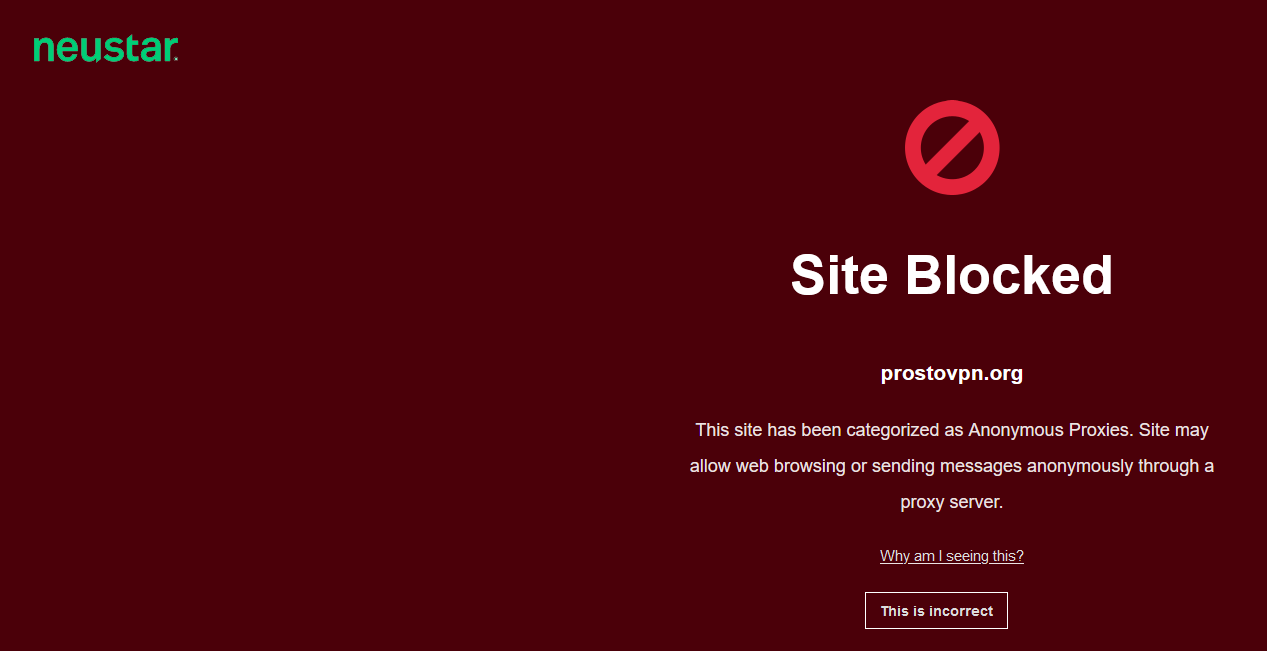 neustar.
Site Blocked
prostovpn.org
This site has been categorized as Anonymous Proxies. Site may
allow web browsing or sending messages anonymously through a
proxy server.
Why am I seeing this?
This is incorrect